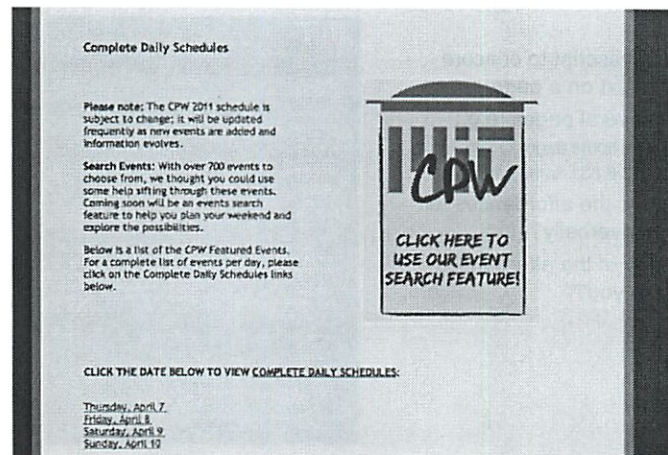 Complete Daily Schedules
Please note: The CPW 2011 schedule is
subject to change; it will be updated
frequently as new events are added and
information evolves.
Search Events: With over 700 events to
choose from, we thought you could use
some help sifting through these events.
Coming soon will be an events search
feature to help you plan your weekend and
explore the possibilities.
Below is a list of the CPW Featured Events.
For a complete list of events per day, please
click on the Complete Daily Schedules links
below.
MIT
CPW
CLICK HERE TO
USE OUR EVENT
SEARCH FEATURE!
CLICK THE DATE BELOW TO VIEW COMPLETE DAILY SCHEDULES:
Thursday, April 7
Friday, April 8
Saturday, April 9
Sunday, April 10